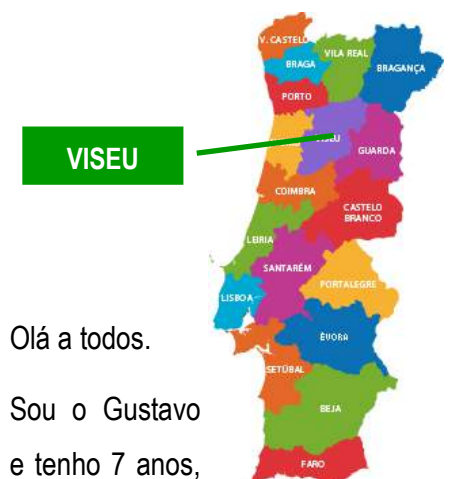 V. CASTELO
BRAGA
VILA REAL
BRAGANÇA
PORTO
VISEU
VISEU
GUARDA
COIMBRA
CASTELO
BRANCO
LEIRIA
SANTARÉM
PORTALEGRE
LISBOA
ÉVORA
SETÚBAL
BEJA
FARO
Olá a todos.
Sou o Gustavo
e tenho 7 anos,